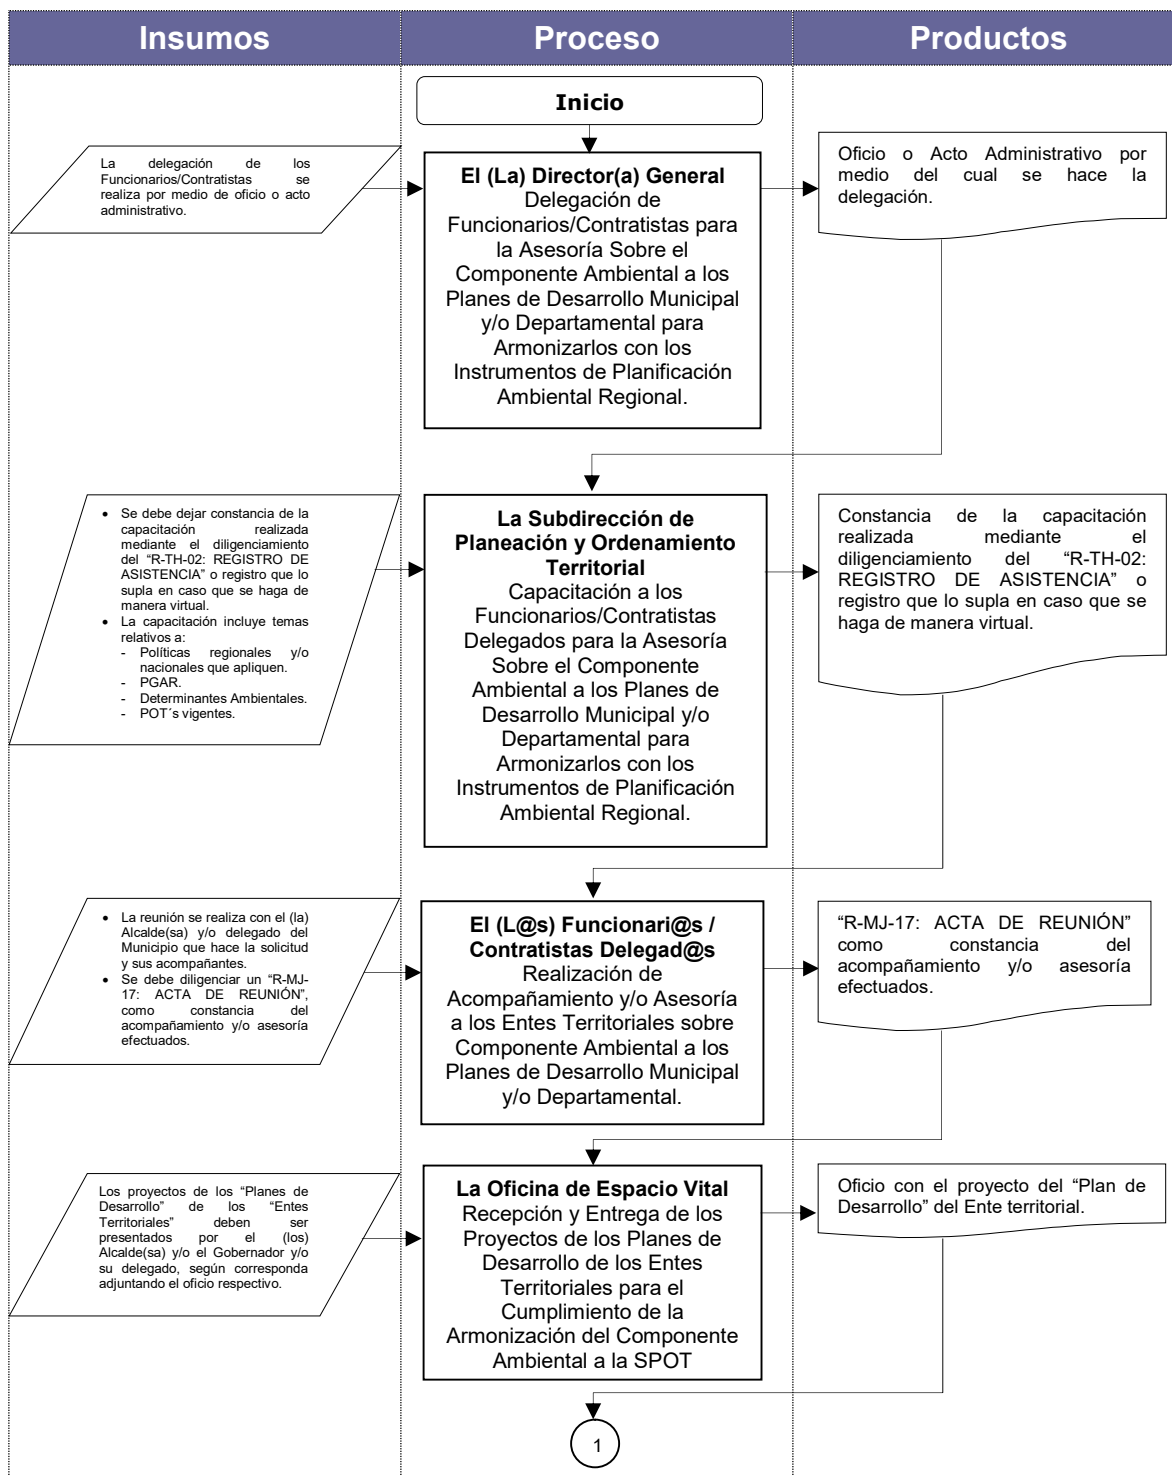 Insumos
Proceso
Productos
Inicio
La delegación de los
Funcionarios/Contratistas se
realiza por medio de oficio o acto
administrativo.
El (La) Director(a) General
Delegación de
Funcionarios/Contratistas para
la Asesoría Sobre el
Componente Ambiental a los
Planes de Desarrollo Municipal
y/o Departamental para
Armonizarlos con los
Instrumentos de Planificación
Ambiental Regional.
Oficio o Acto Administrativo por
medio del cual se hace la
delegación.
• Se debe dejar constancia de la
capacitación realizada
mediante el diligenciamiento
del “R-TH-02: REGISTRO DE
ASISTENCIA” o registro que lo
supla en caso que se haga de
manera virtual.
• La capacitación incluye temas
relativos a:
- Políticas regionales y/o
nacionales que apliquen.
- PGAR.
- Determinantes Ambientales.
- POT´s vigentes.
La Subdirección de
Planeación y Ordenamiento
Territorial
Capacitación a los
Funcionarios/Contratistas
Delegados para la Asesoría
Sobre el Componente
Ambiental a los Planes de
Desarrollo Municipal y/o
Departamental para
Armonizarlos con los
Instrumentos de Planificación
Ambiental Regional.
Constancia de la capacitación
realizada mediante el
diligenciamiento del “R-TH-02:
REGISTRO DE ASISTENCIA” o
registro que lo supla en caso que se
haga de manera virtual.
• La reunión se realiza con el (la)
Alcalde(sa) y/o delegado del
Municipio que hace la solicitud
y sus acompañantes.
• Se debe diligenciar un “R-MJ-
17: ACTA DE REUNIÓN”,
como constancia del
acompañamiento y/o asesoría
efectuados.
El (L@s) Funcionari@s /
Contratistas Delegad@s
Realización de
Acompañamiento y/o Asesoría
a los Entes Territoriales sobre
Componente Ambiental a los
Planes de Desarrollo Municipal
y/o Departamental.
“R-MJ-17: ACTA DE REUNIÓN”
como constancia del
acompañamiento y/o asesoría
efectuados.
Los proyectos de los “Planes de
Desarrollo” de los “Entes
Territoriales” deben ser
presentados por el (los)
Alcalde(sa) y/o el Gobernador y/o
su delegado, según corresponda
adjuntando el oficio respectivo.
La Oficina de Espacio Vital
Recepción y Entrega de los
Proyectos de los Planes de
Desarrollo de los Entes
Territoriales para el
Cumplimiento de la
Armonización del Componente
Ambiental a la SPOT
Oficio con el proyecto del “Plan de
Desarrollo” del Ente territorial.
1